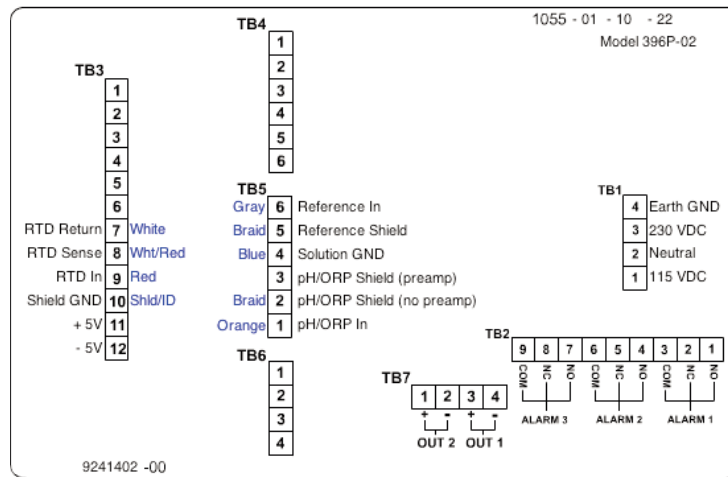 1055 - 01 - 10 - 22
Model 396P-02
TB4
1
2
3
4
5
6
TB3
1
2
3
4
5
6
RTD Return 7 White
RTD Sense 8 Wht/Red
RTD In 9 Red
Shield GND 10 Shld/ID
+ 5V 11
- 5V 12
TB5
Gray 6 Reference In
Braid 5 Reference Shield
Blue 4 Solution GND
3 pH/ORP Shield (preamp)
Braid 2 pH/ORP Shield (no preamp)
Orange 1 pH/ORP In
TB1
4 Earth GND
3 230 VDC
2 Neutral
1 115 VDC
TB6
1
2
3
4
TB7
1 2 3 4
+ - + -
OUT 2 OUT 1
TB2
9 8 7 6 5 4 3 2 1
COM NC NO COM NC NO COM NC NO
ALARM 3 ALARM 2 ALARM 1
9241402 -00